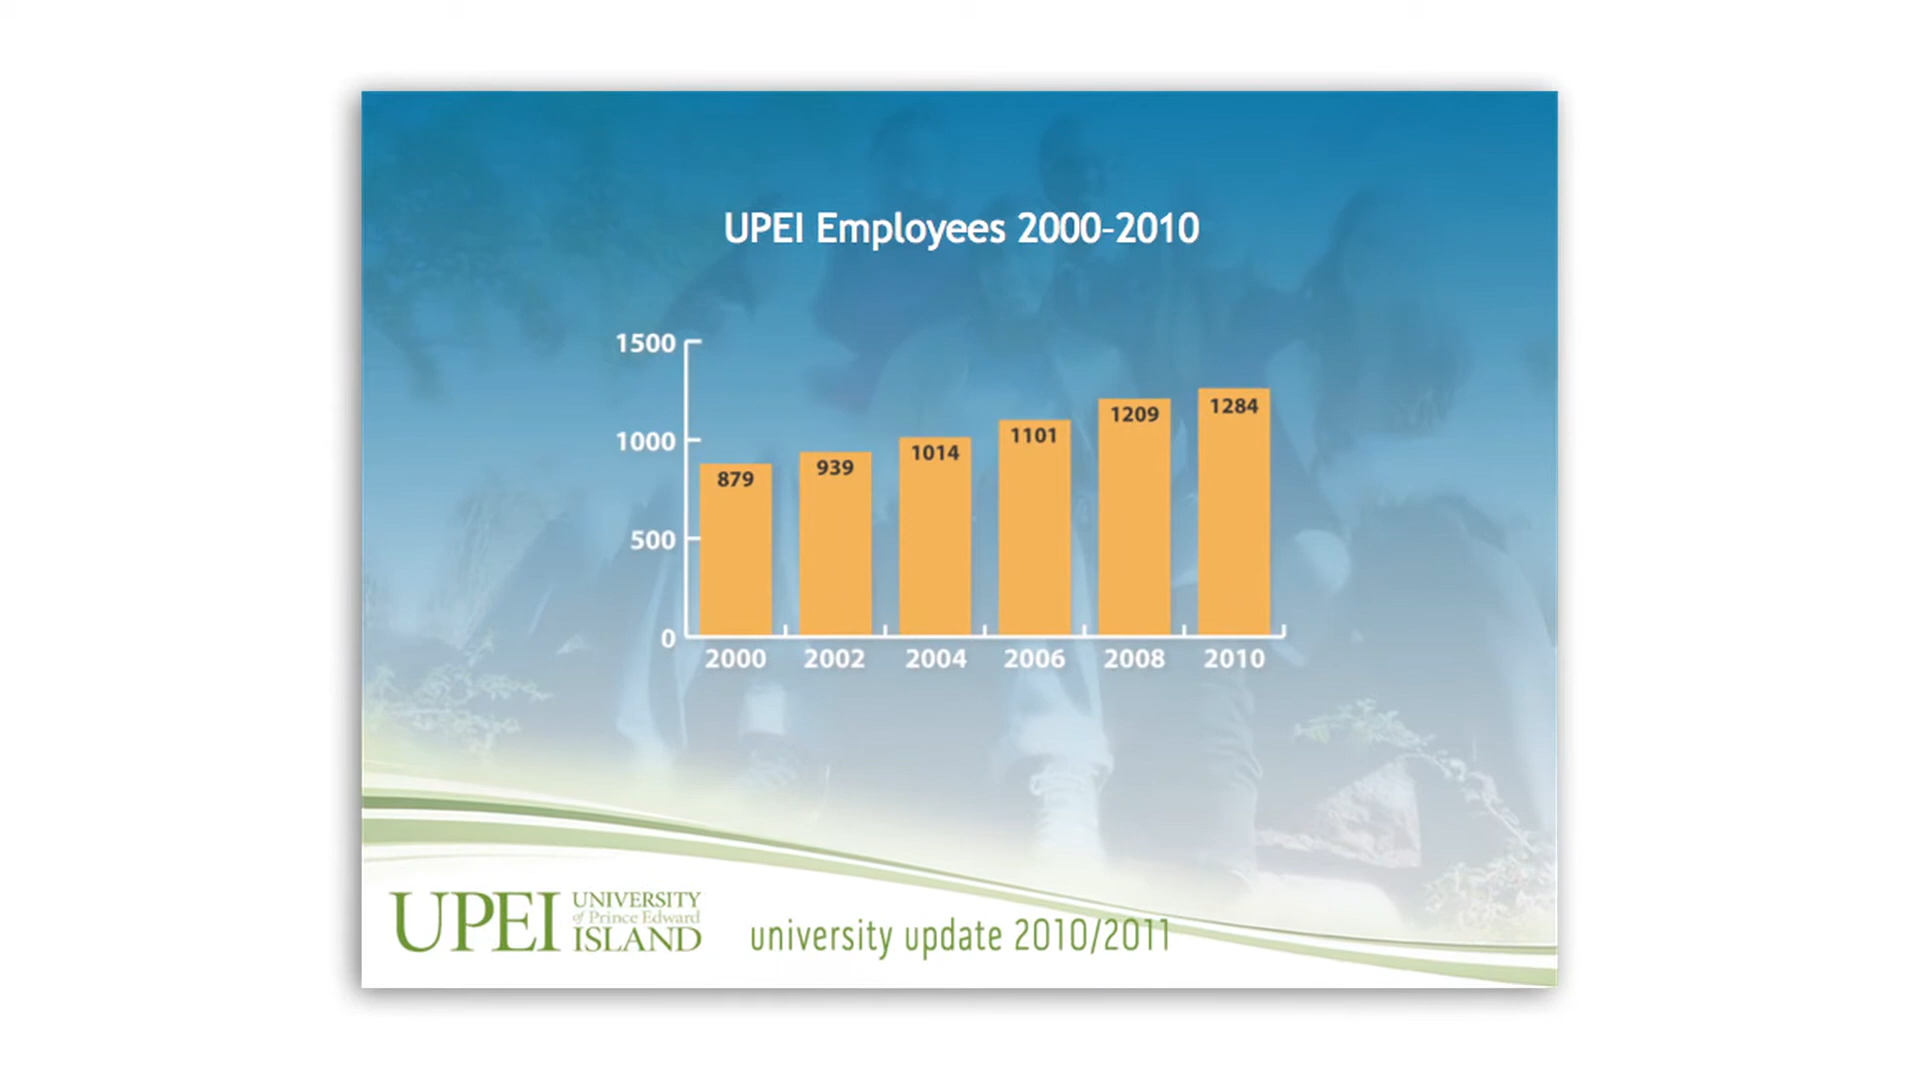 UPEI Employees 2000-2010
1500
1000
500
0
879
939
1014
1101
1209
1284
2000 2002 2004 2006 2008 2010
UPEI
UNIVERSITY
of Prince Edward
ISLAND
university update 2010/2011